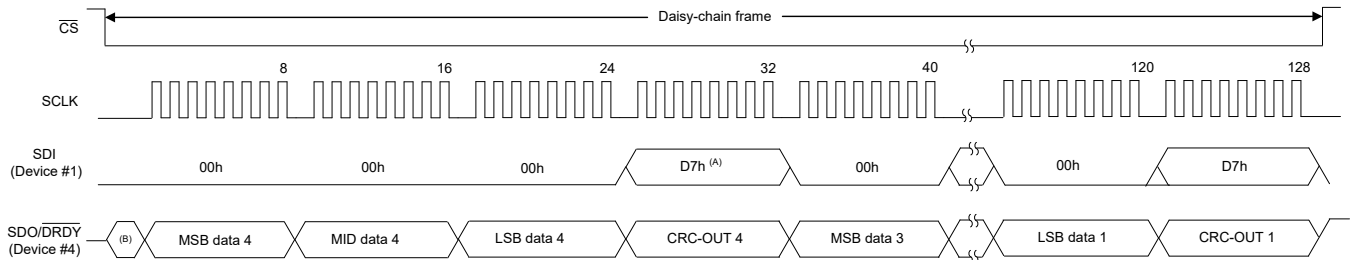 Daisy-chain frame
CS
8 16 24 32 40 120 128
SCLK
SDI
(Device #1)
00h 00h 00h D7h (A) 00h 00h D7h
SDO/DRDY
(Device #4)
(B) MSB data 4 MID data 4 LSB data 4 CRC-OUT 4 MSB data 3 LSB data 1 CRC-OUT 1